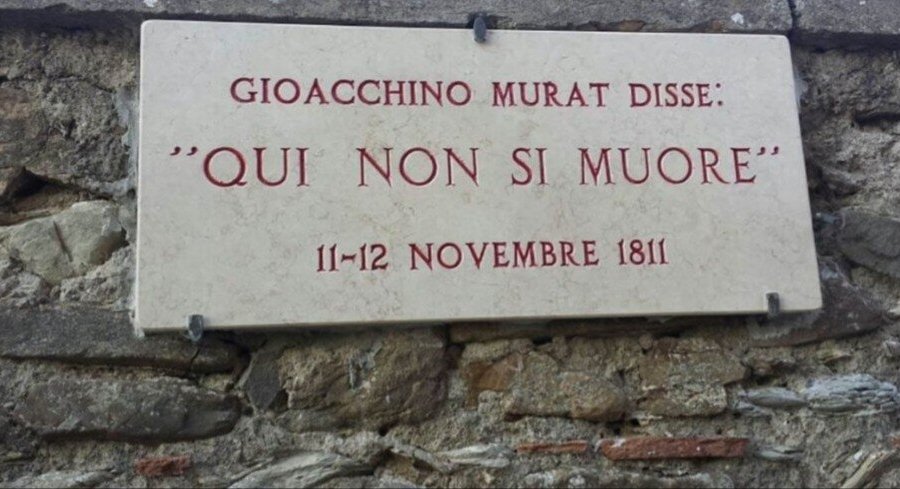 GIOACCHINO MURAT DISSE:
"QUI NON SI MUORE"
11-12 NOVEMBRE 1811